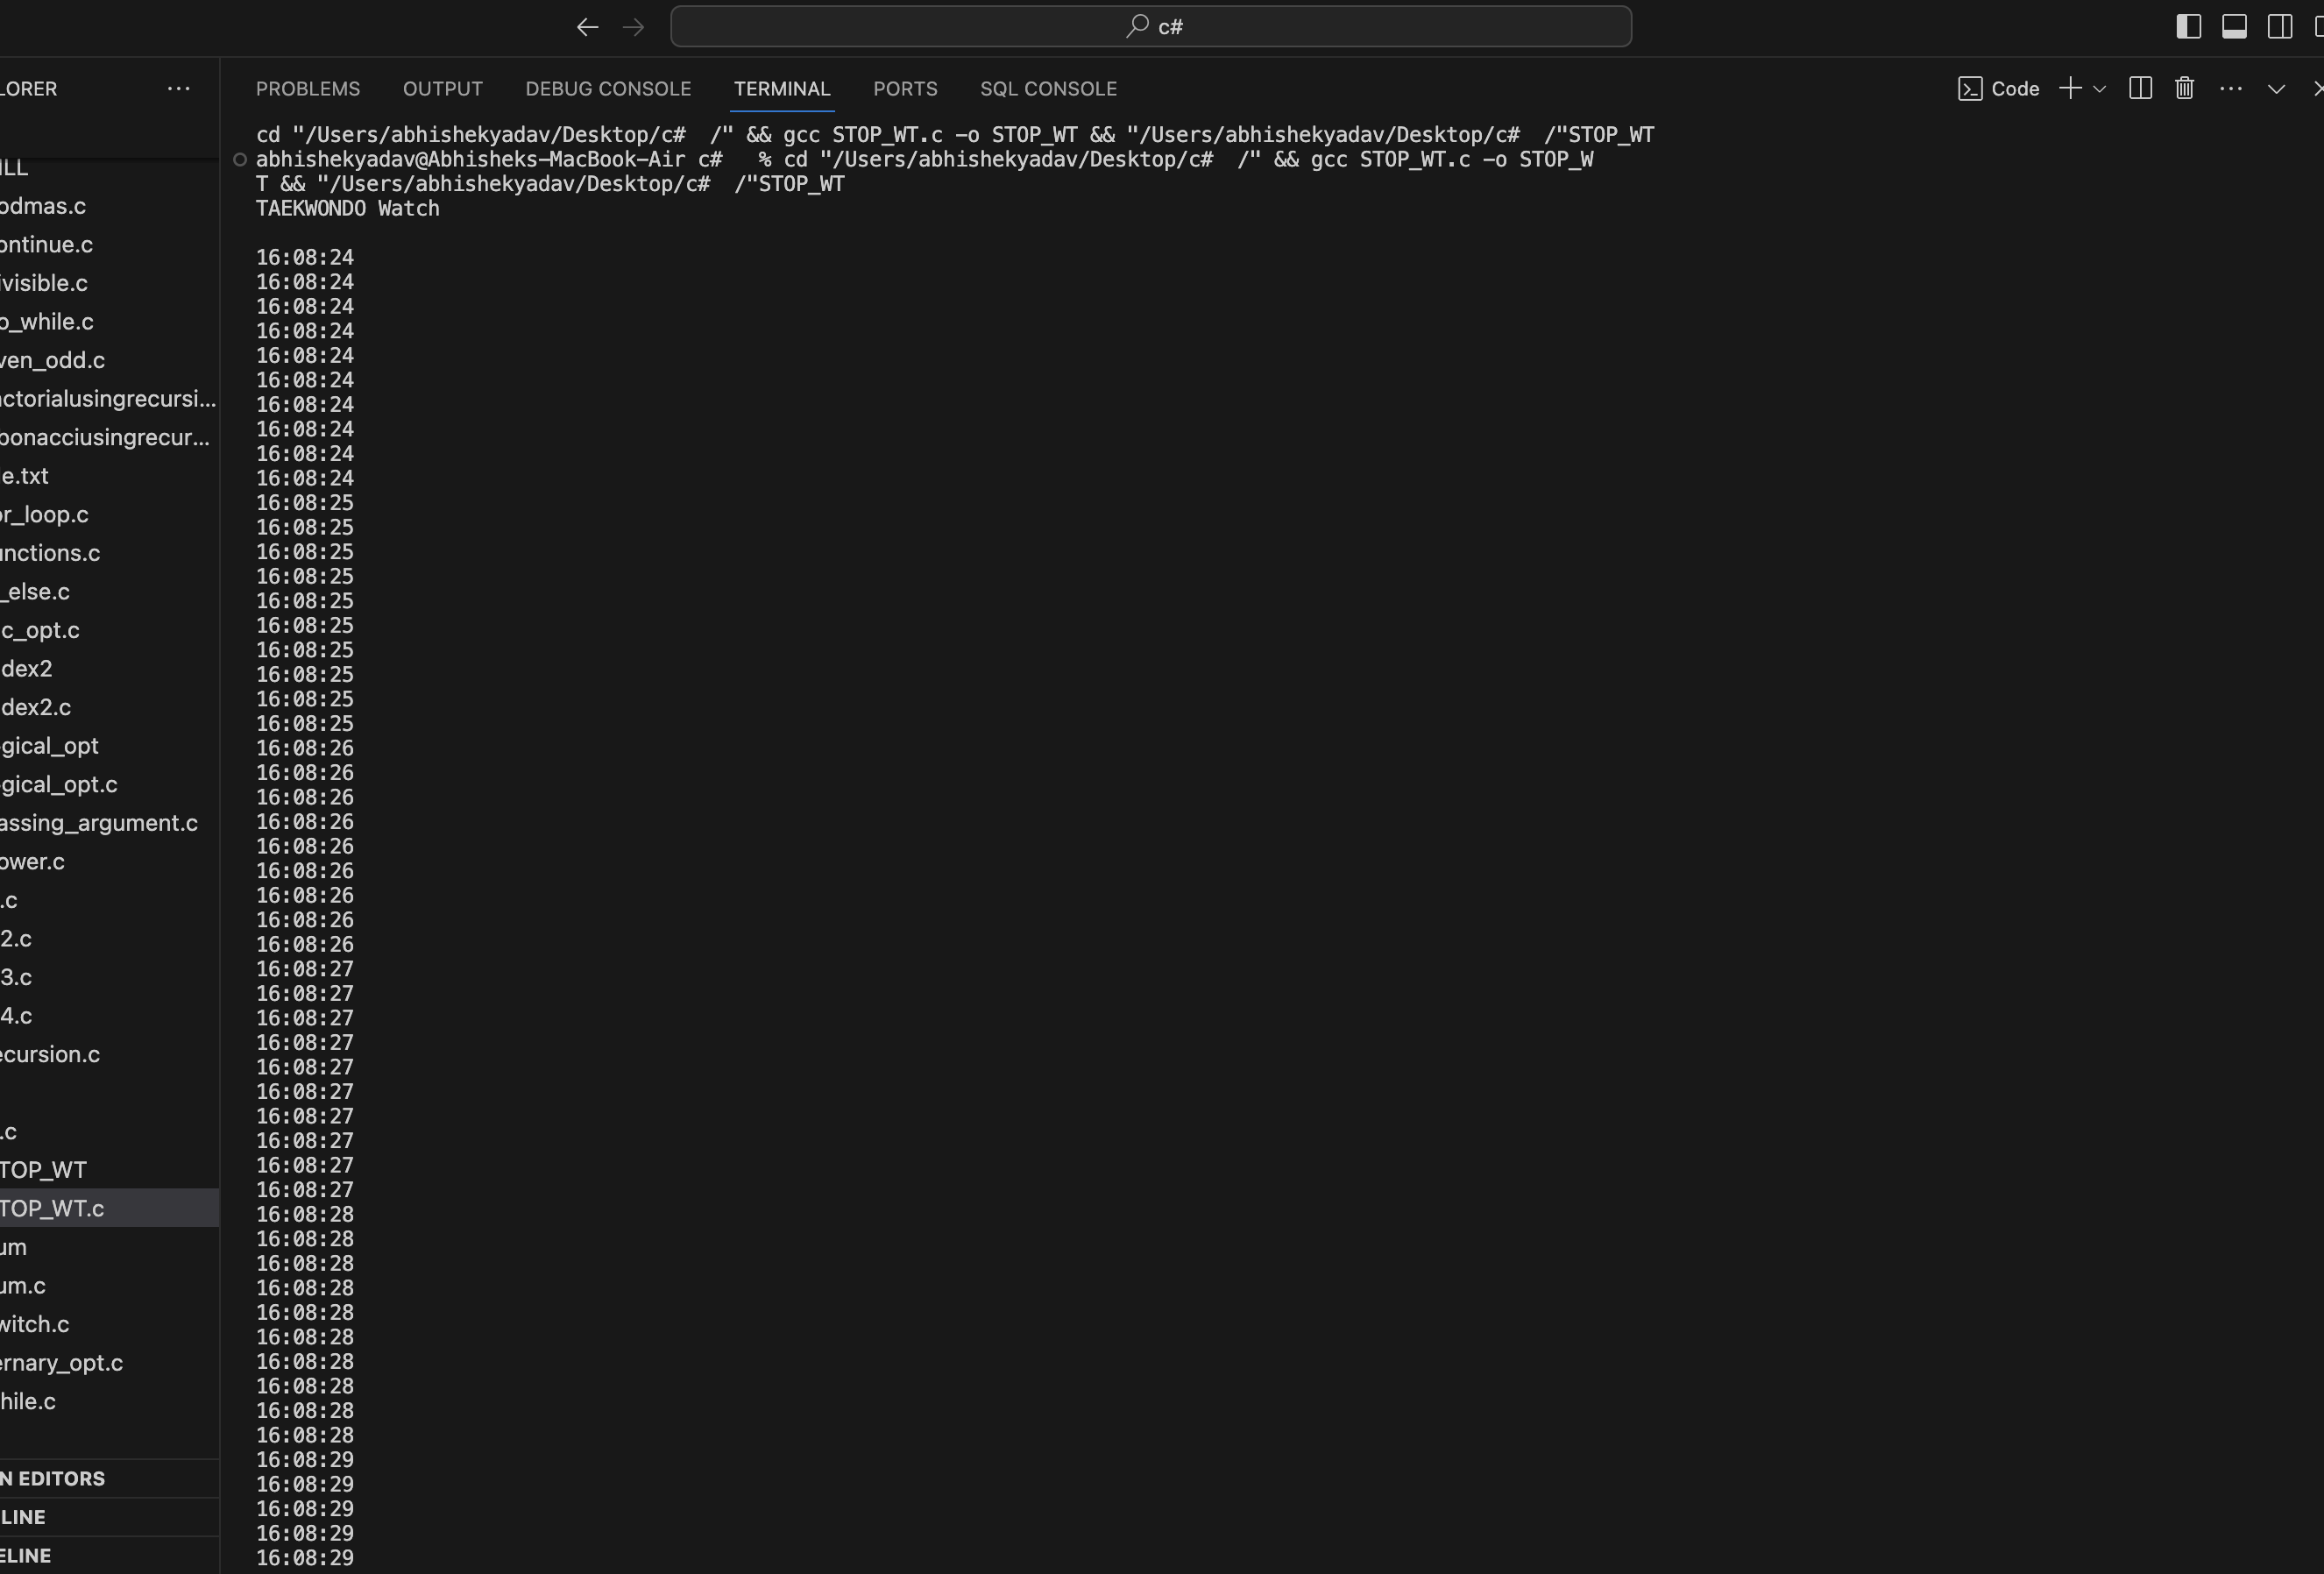 c#
LORER
PROBLEMS OUTPUT DEBUG CONSOLE TERMINAL PORTS SQL CONSOLE Code
ILL
odmas.c
ontinue.c
ivisible.c
o_while.c
ven_odd.c
actorialusingrecursi...
bonacciusingrecur...
e.txt
or_loop.c
unctions.c
_else.c
c_opt.c
dex2
dex2.c
gical_opt
gical_opt.c
assing_argument.c
ower.c
.c
2.c
3.c
4.c
ecursion.c
.c
TOP_WT
TOP_WT.c
um
um.c
witch.c
ernary_opt.c
hile.c
N EDITORS
LINE
ELINE
cd "/Users/abhishekyadav/Desktop/c#  /" && gcc STOP_WT.c -o STOP_WT && "/Users/abhishekyadav/Desktop/c#  /"STOP_WT
abhishekyadav@Abhisheks-MacBook-Air c#   % cd "/Users/abhishekyadav/Desktop/c#  /" && gcc STOP_WT.c -o STOP_W
T && "/Users/abhishekyadav/Desktop/c#  /"STOP_WT
TAEKWONDO Watch
16:08:24
16:08:24
16:08:24
16:08:24
16:08:24
16:08:24
16:08:24
16:08:24
16:08:24
16:08:24
16:08:25
16:08:25
16:08:25
16:08:25
16:08:25
16:08:25
16:08:25
16:08:25
16:08:25
16:08:25
16:08:26
16:08:26
16:08:26
16:08:26
16:08:26
16:08:26
16:08:26
16:08:26
16:08:26
16:08:27
16:08:27
16:08:27
16:08:27
16:08:27
16:08:27
16:08:27
16:08:27
16:08:27
16:08:27
16:08:28
16:08:28
16:08:28
16:08:28
16:08:28
16:08:28
16:08:28
16:08:28
16:08:28
16:08:28
16:08:29
16:08:29
16:08:29
16:08:29
16:08:29